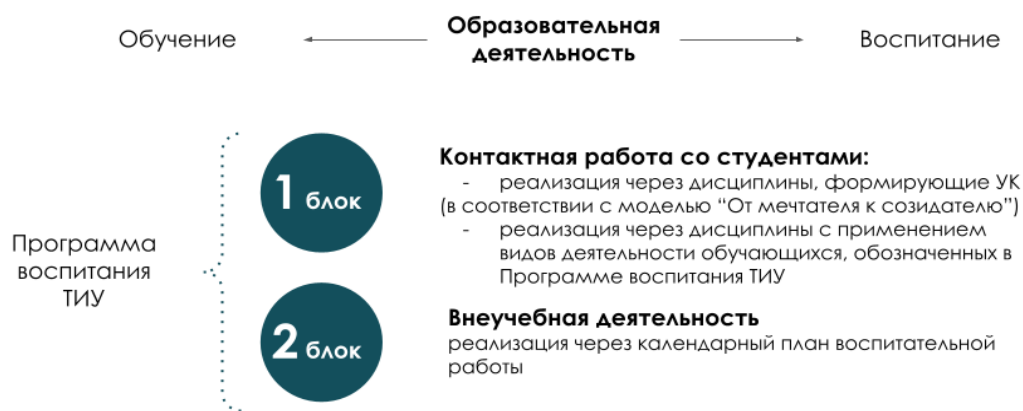 Обучение
Образовательная
деятельность
Воспитание
Программа
воспитания
ТИУ
1 блок
Контактная работа со студентами:
- реализация через дисциплины, формирующие УК
(в соответствии с моделью “От мечтателя к созидателю”)
- реализация через дисциплины с применением
видов деятельности обучающихся, обозначенных в
Программе воспитания ТИУ
2 блок
Внеучебная деятельность
реализация через календарный план воспитательной
работы